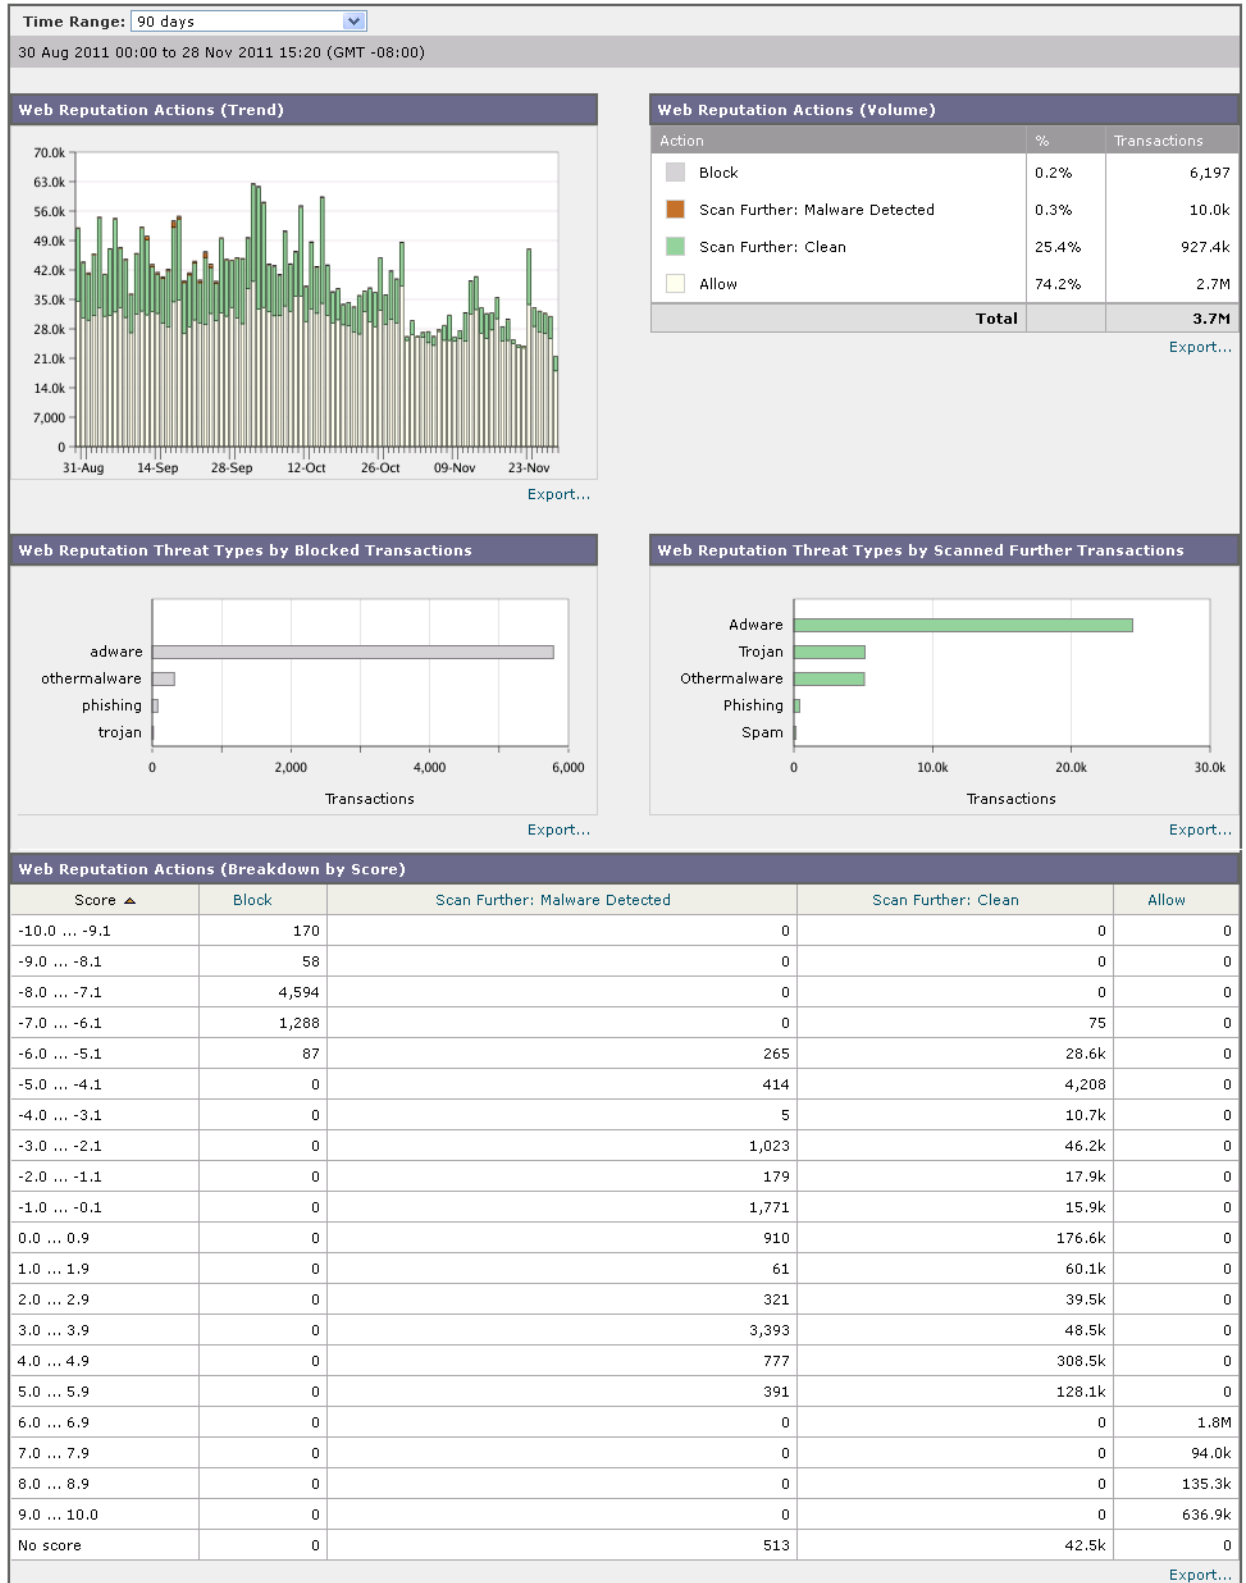 Time Range: 90 days
30 Aug 2011 00:00 to 28 Nov 2011 15:20 (GMT -08:00)
Web Reputation Actions (Trend)
70.0k
63.0k
56.0k
49.0k
42.0k
35.0k
28.0k
21.0k
14.0k
7,000
0
31-Aug 14-Sep 28-Sep 12-Oct 26-Oct 09-Nov 23-Nov
Export...
Web Reputation Actions (Volume)
Action % Transactions
Block 0.2% 6,197
Scan Further: Malware Detected 0.3% 10.0k
Scan Further: Clean 25.4% 927.4k
Allow 74.2% 2.7M
Total 3.7M
Export...
Web Reputation Threat Types by Blocked Transactions
adware
othermalware
phishing
trojan
0 2,000 4,000 6,000
Transactions
Export...
Web Reputation Threat Types by Scanned Further Transactions
Adware
Trojan
Othermalware
Phishing
Spam
0 10.0k 20.0k 30.0k
Transactions
Export...
Web Reputation Actions (Breakdown by Score)
Score Block Scan Further: Malware Detected Scan Further: Clean Allow
-10.0 ... -9.1 170 0 0 0
-9.0 ... -8.1 58 0 0 0
-8.0 ... -7.1 4,594 0 0 0
-7.0 ... -6.1 1,288 0 75 0
-6.0 ... -5.1 87 265 28.6k 0
-5.0 ... -4.1 0 414 4,208 0
-4.0 ... -3.1 0 5 10.7k 0
-3.0 ... -2.1 0 1,023 46.2k 0
-2.0 ... -1.1 0 179 17.9k 0
-1.0 ... -0.1 0 1,771 15.9k 0
0.0 ... 0.9 0 910 176.6k 0
1.0 ... 1.9 0 61 60.1k 0
2.0 ... 2.9 0 321 39.5k 0
3.0 ... 3.9 0 3,393 48.5k 0
4.0 ... 4.9 0 777 308.5k 0
5.0 ... 5.9 0 391 128.1k 0
6.0 ... 6.9 0 0 0 1.8M
7.0 ... 7.9 0 0 0 94.0k
8.0 ... 8.9 0 0 0 135.3k
9.0 ... 10.0 0 0 0 636.9k
No score 0 513 42.5k 0
Export...